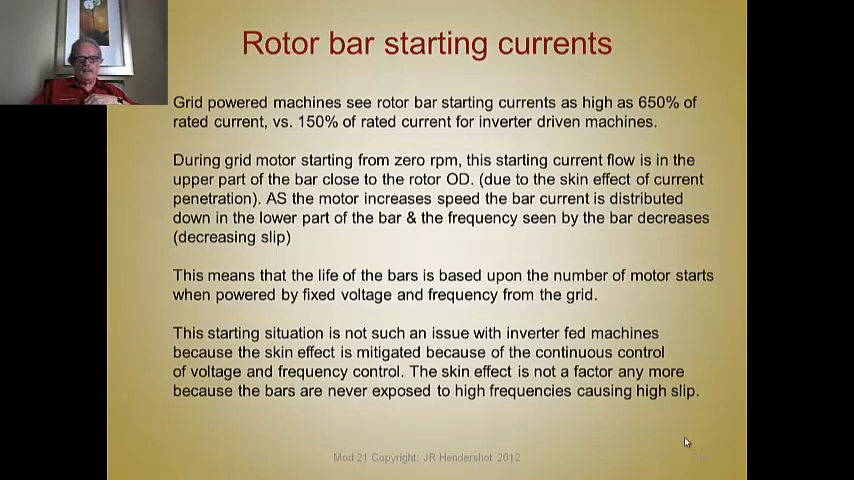 Rotor bar starting currents
Grid powered machines see rotor bar starting currents as high as 650% of
rated current, vs. 150% of rated current for inverter driven machines.
During grid motor starting from zero rpm, this starting current flow is in the
upper part of the bar close to the rotor OD. (due to the skin effect of current
penetration). AS the motor increases speed the bar current is distributed
down in the lower part of the bar & the frequency seen by the bar decreases
(decreasing slip)
This means that the life of the bars is based upon the number of motor starts
when powered by fixed voltage and frequency from the grid.
This starting situation is not such an issue with inverter fed machines
because the skin effect is mitigated because of the continuous control
of voltage and frequency control. The skin effect is not a factor any more
because the bars are never exposed to high frequencies causing high slip.
Mod 21 Copyright: JR Hendershot 2012